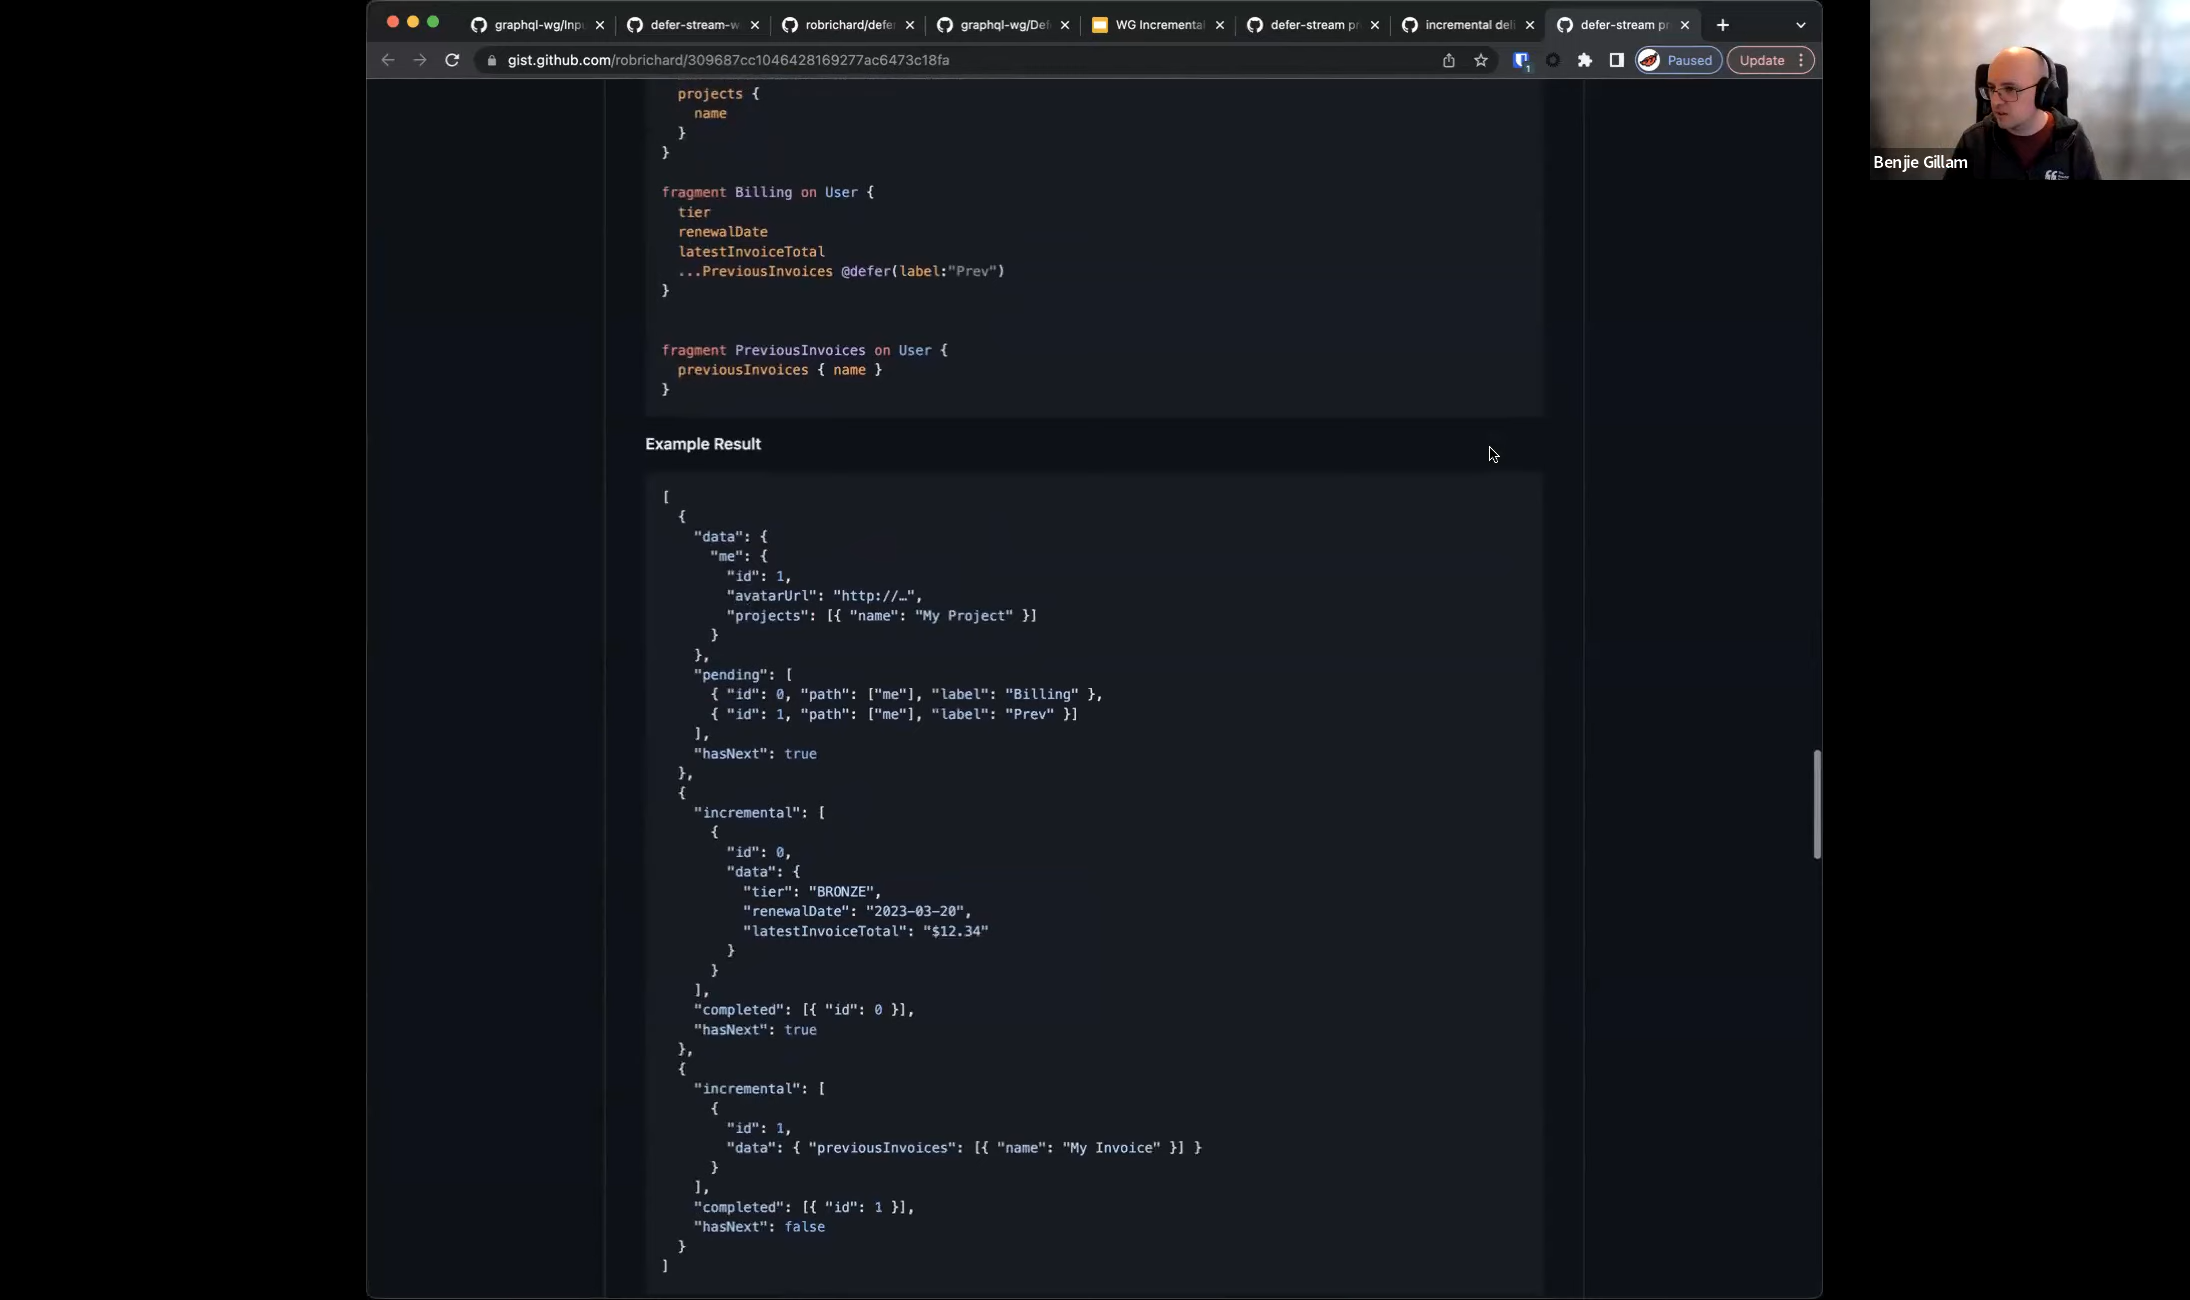 graphql-wg/Inpu
defer-stream-w
robrichard/defe
graphql-wg/Def
WG Incremental
defer-stream pr
incremental deli
defer-stream pr
gist.github.com/robrichard/309687cc1046428169277ac6473c18fa
1
Paused
Update
Benjie Gillam
projects {
name
}
}
fragment Billing on User {
tier
renewalDate
latestInvoiceTotal
...PreviousInvoices @defer(label:"Prev")
}
fragment PreviousInvoices on User {
previousInvoices { name }
}
Example Result
[
{
"data": {
"me": {
"id": 1,
"avatarUrl": "http://…",
"projects": [{ "name": "My Project" }]
}
},
"pending": [
{ "id": 0, "path": ["me"], "label": "Billing" },
{ "id": 1, "path": ["me"], "label": "Prev" }]
],
"hasNext": true
},
{
"incremental": [
{
"id": 0,
"data": {
"tier": "BRONZE",
"renewalDate": "2023-03-20",
"latestInvoiceTotal": "$12.34"
}
}
],
"completed": [{ "id": 0 }],
"hasNext": true
},
{
"incremental": [
{
"id": 1,
"data": { "previousInvoices": [{ "name": "My Invoice" }] }
}
],
"completed": [{ "id": 1 }],
"hasNext": false
}
]